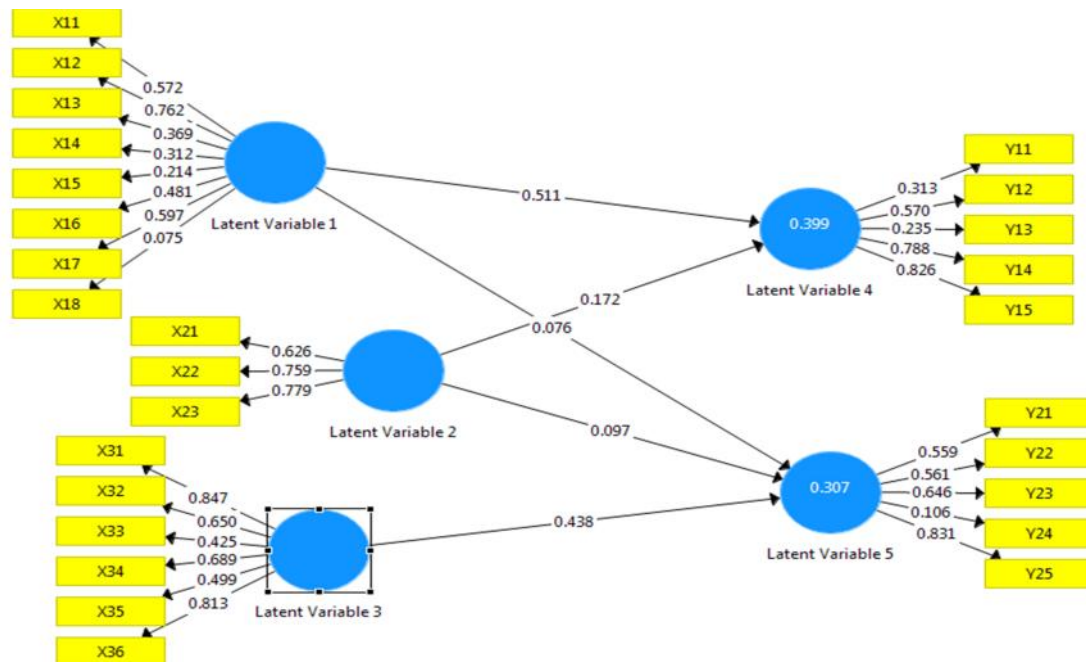 X11
X12
X13
X14
X15
X16
X17
X18
0.572
0.762
0.369
0.312
0.214
0.481
0.597
0.075
Latent Variable 1
0.511
0.076
X21
X22
X23
0.626
0.759
0.779
Latent Variable 2
0.172
0.097
X31
X32
X33
X34
X35
X36
0.847
0.650
0.425
0.689
0.499
0.813
Latent Variable 3
0.438
0.399
Latent Variable 4
0.313
0.570
0.235
0.788
0.826
Y11
Y12
Y13
Y14
Y15
0.307
Latent Variable 5
0.559
0.561
0.646
0.106
0.831
Y21
Y22
Y23
Y24
Y25